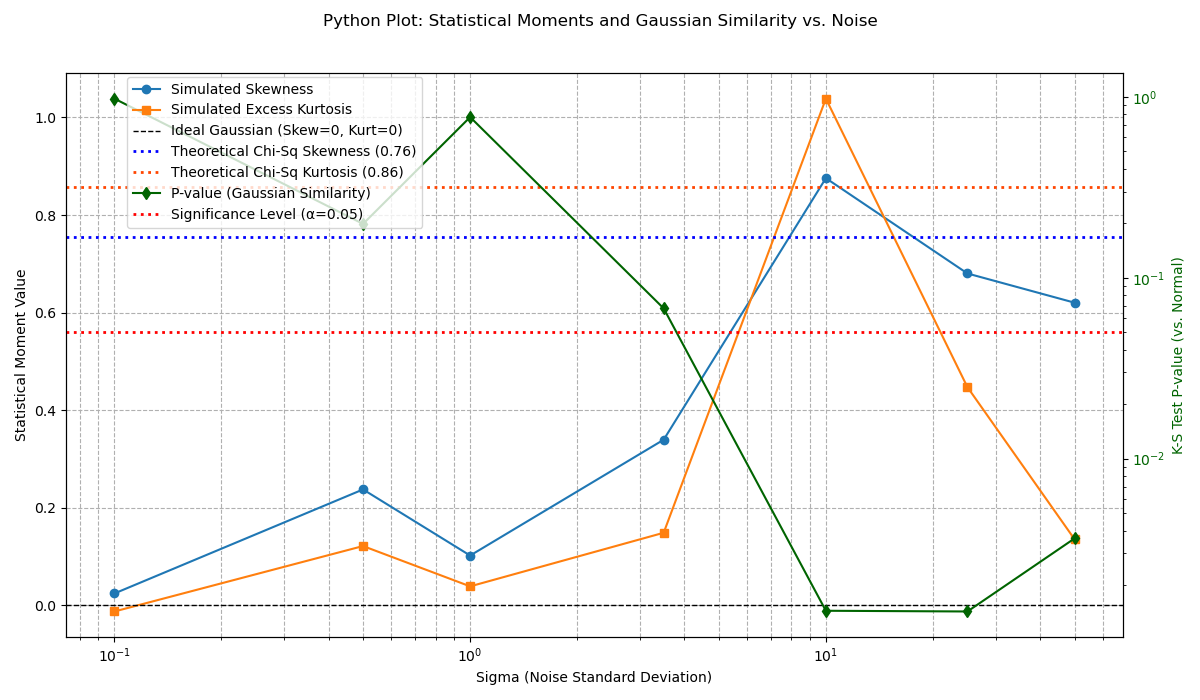 Python Plot: Statistical Moments and Gaussian Similarity vs. Noise
Simulated Skewness
Simulated Excess Kurtosis
Ideal Gaussian (Skew=0, Kurt=0)
Theoretical Chi-Sq Skewness (0.76)
Theoretical Chi-Sq Kurtosis (0.86)
P-value (Gaussian Similarity)
Significance Level (α=0.05)
Statistical Moment Value
1.0
0.8
0.6
0.4
0.2
0.0
10⁻¹
10⁰
10¹
Sigma (Noise Standard Deviation)
10⁰
10⁻¹
10⁻²
K-S Test P-value (vs. Normal)